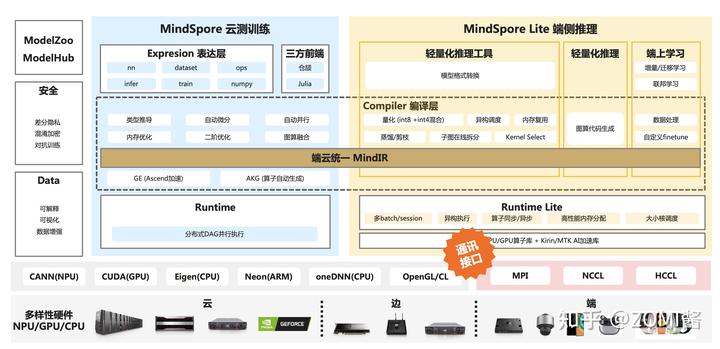 MindSpore 云测训练
MindSpore Lite 端侧推理
ModelZoo
ModelHub
Expresion 表达层
nn
dataset
ops
infer
train
numpy
三方前端
仓颉
Julia
轻量化推理工具
模型格式转换
轻量化推理
端上学习
增量/迁移学习
联邦学习
安全
差分隐私
混淆加密
对抗训练
Compiler 编译层
类型推导
自动微分
自动并行
内存优化
二阶优化
图算融合
量化 (int8 +int4混合)
异构调度
内存复用
蒸馏/剪枝
子图在线拆分
Kernel Select
图算代码生成
数据处理
自定义finetune
端云统一 MindIR
GE (Ascend加速)
AKG (算子自动生成)
Data
可解释
可视化
数据增强
Runtime
分布式DAG并行执行
Runtime Lite
多batch/session
异构执行
算子同步/异步
高性能内存分配
大小核调度
PU/GPU算子库 + Kirin/MTK AI加速库
通讯
接口
CANN(NPU)
CUDA(GPU)
Eigen(CPU)
Neon(ARM)
oneDNN(CPU)
OpenGL/CL
MPI
NCCL
HCCL
多样性硬件
NPU/GPU/CPU
云
边
端
NVIDIA
GEFORCE
知乎 @ZOMI酱